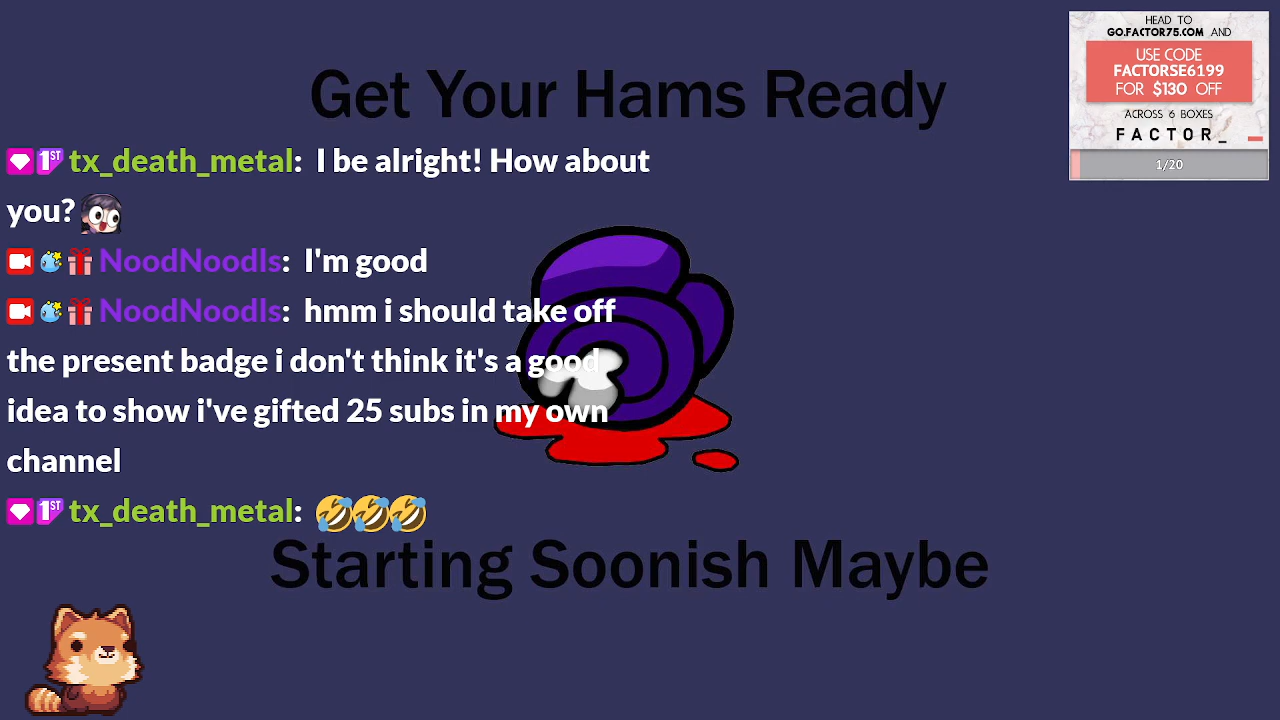 HEAD TO
GO.FACTOR75.COM AND
USE CODE
FACTORSE6199
FOR $130 OFF
ACROSS 6 BOXES
FACTOR_
1/20
Get Your Hams Ready
1ST tx_death_metal: I be alright! How about
you?
NoodNoodls: I'm good
NoodNoodls: hmm i should take off
the present badge i don't think it's a good
idea to show i've gifted 25 subs in my own
channel
1ST tx_death_metal: 🤣🤣🤣
Starting Soonish Maybe